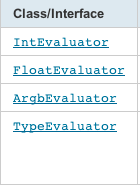 Class/Interface
IntEvaluator
FloatEvaluator
ArgbEvaluator
TypeEvaluator